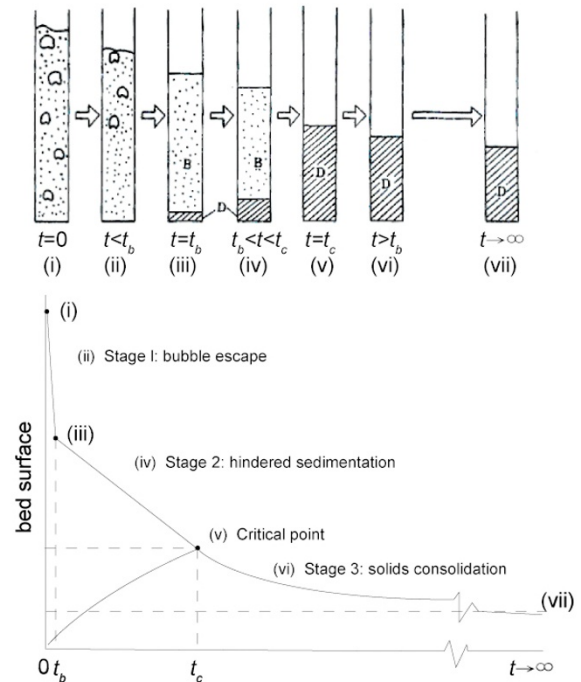 B B D D D
D
t=0 t<t_b t=t_b t_b<t<t_c t=t_c t>t_b t→∞
(i) (ii) (iii) (iv) (v) (vi) (vii)
(i)
(ii) Stage I: bubble escape
(iii)
(iv) Stage 2: hindered sedimentation
(v) Critical point
(vi) Stage 3: solids consolidation
(vii)
bed surface
0 t_b t_c t→∞